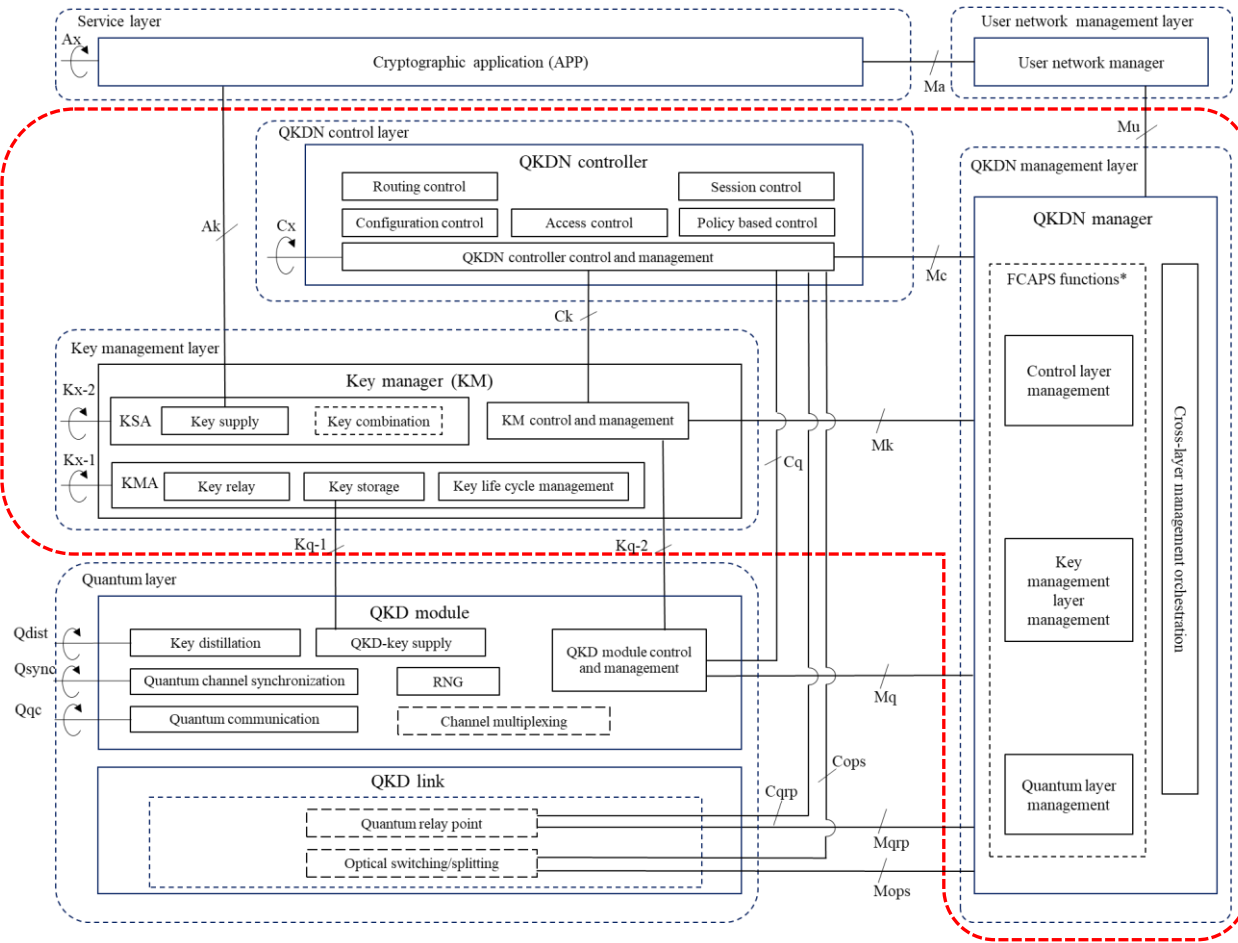 Service layer
User network management layer
Ax
Cryptographic application (APP)
User network manager
Ma
Mu
QKDN control layer
QKDN controller
QKDN management layer
Routing control
Session control
Configuration control
Access control
Policy based control
Ak
Cx
QKDN controller control and management
Mc
QKDN manager
FCAPS functions*
Ck
Key management layer
Key manager (KM)
Control layer
management
Kx-2
KSA
Key supply
Key combination
KM control and management
Mk
Kx-1
KMA
Key relay
Key storage
Key life cycle management
Cq
Cross-layer management orchestration
Kq-1
Kq-2
Key
management
layer
management
Quantum layer
QKD module
Qdist
Key distillation
QKD-key supply
QKD module control
and management
Qsync
Quantum channel synchronization
RNG
Mq
Qqc
Quantum communication
Channel multiplexing
QKD link
Cops
Cqrp
Quantum layer
management
Quantum relay point
Mqrp
Optical switching/splitting
Mops